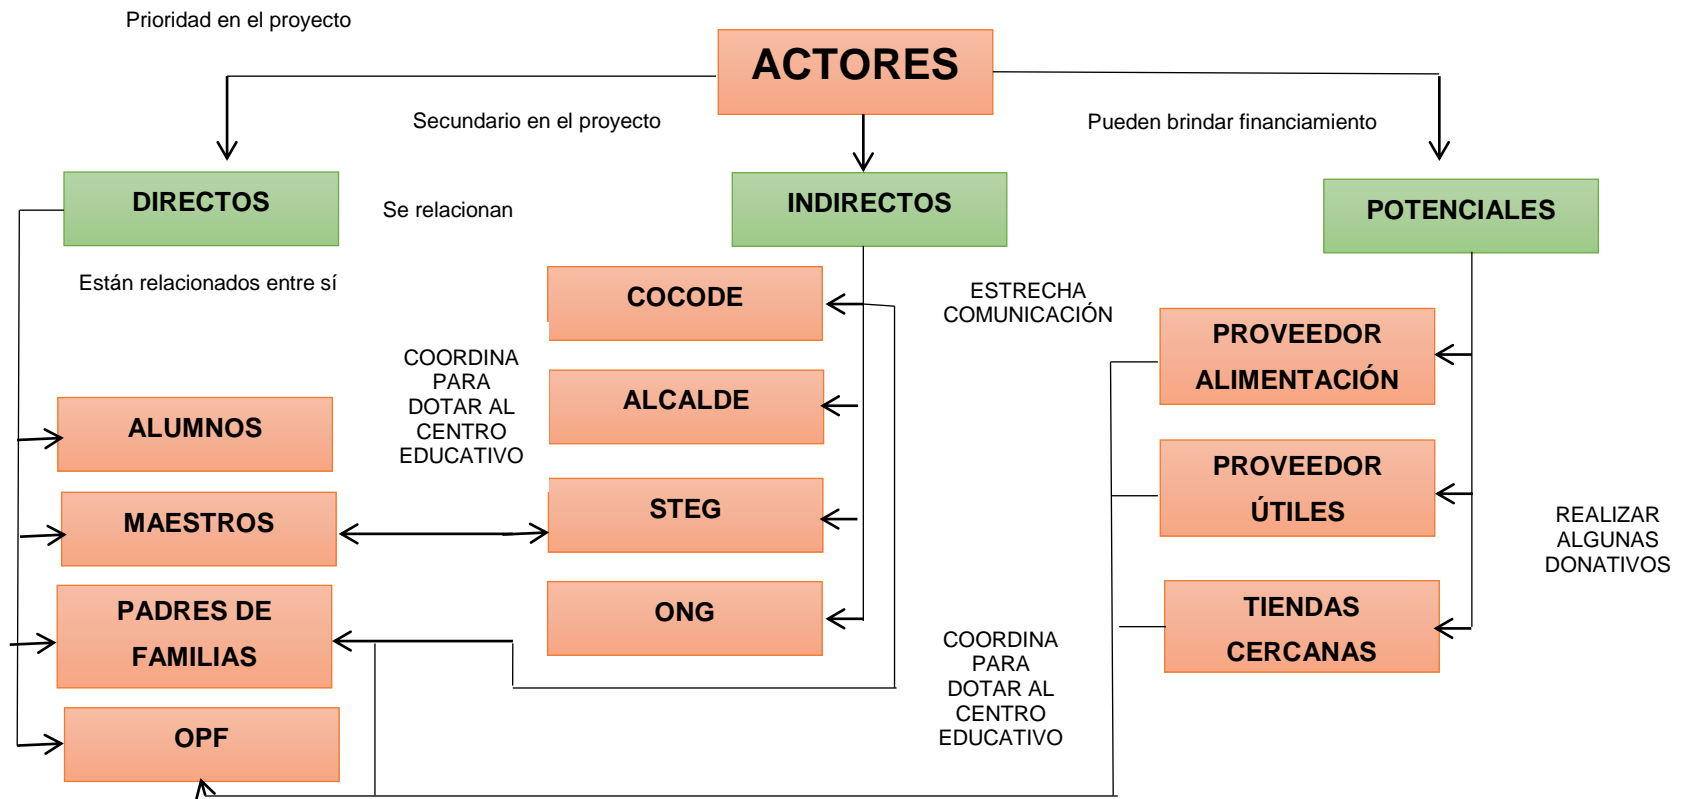 Prioridad en el proyecto
ACTORES
Secundario en el proyecto
Pueden brindar financiamiento
DIRECTOS
Se relacionan
INDIRECTOS
POTENCIALES
Están relacionados entre sí
COCODE
ESTRECHA
COMUNICACIÓN
PROVEEDOR
ALIMENTACIÓN
COORDINA
PARA
DOTAR AL
CENTRO
EDUCATIVO
ALCALDE
ALUMNOS
PROVEEDOR
ÚTILES
MAESTROS
STEG
REALIZAR
ALGUNAS
DONATIVOS
PADRES DE
FAMILIAS
ONG
TIENDAS
CERCANAS
COORDINA
PARA
DOTAR AL
CENTRO
EDUCATIVO
OPF